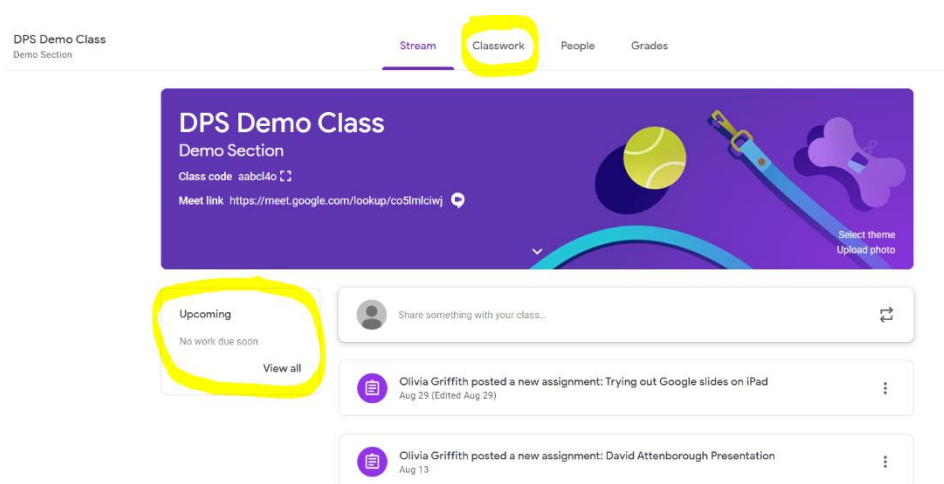 DPS Demo Class
Demo Section
Stream Classwork People Grades
DPS Demo Class
Demo Section
Class code aabcl4o
Meet link https://meet.google.com/lookup/co5lmlciwj
Select theme
Upload photo
Upcoming
No work due soon
View all
Share something with your class...
Olivia Griffith posted a new assignment: Trying out Google slides on iPad
Aug 29 (Edited Aug 29)
Olivia Griffith posted a new assignment: David Attenborough Presentation
Aug 13